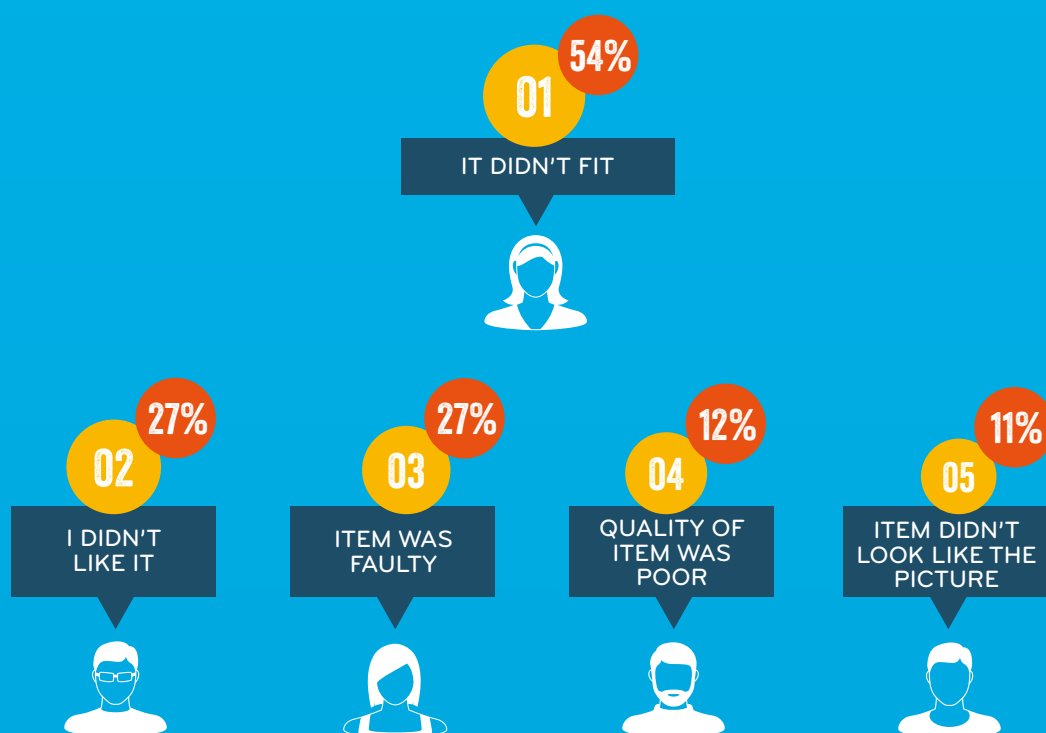 54%
01
IT DIDN'T FIT
27%
02
I DIDN'T
LIKE IT
27%
03
ITEM WAS
FAULTY
12%
04
QUALITY OF
ITEM WAS
POOR
11%
05
ITEM DIDN'T
LOOK LIKE THE
PICTURE